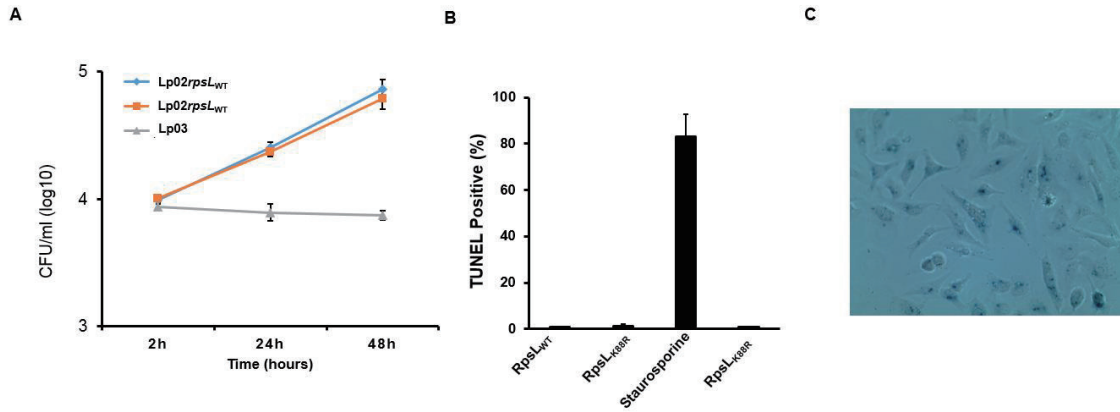 A
B
C
5
4
3
CFU/ml (log10)
Lp02rpsLWT
Lp02rpsLWT
Lp03
2h
24h
48h
Time (hours)
100
80
60
40
20
0
TUNEL Positive (%)
RpsLWT
RpsLK88R
Staurosporine
RpsLK88R